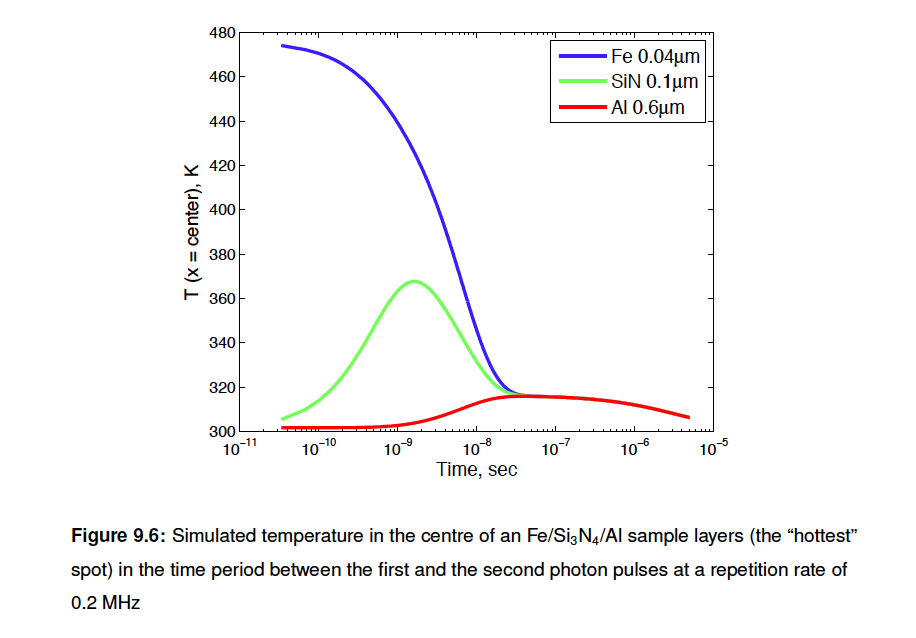 480
460
440
420
400
380
360
340
320
300
T (x = center), K
Fe 0.04μm
SiN 0.1μm
Al 0.6μm
10⁻¹¹ 10⁻¹⁰ 10⁻⁹ 10⁻⁸ 10⁻⁷ 10⁻⁶ 10⁻⁵
Time, sec
Figure 9.6: Simulated temperature in the centre of an Fe/Si₃N₄/Al sample layers (the “hottest”
spot) in the time period between the first and the second photon pulses at a repetition rate of
0.2 MHz